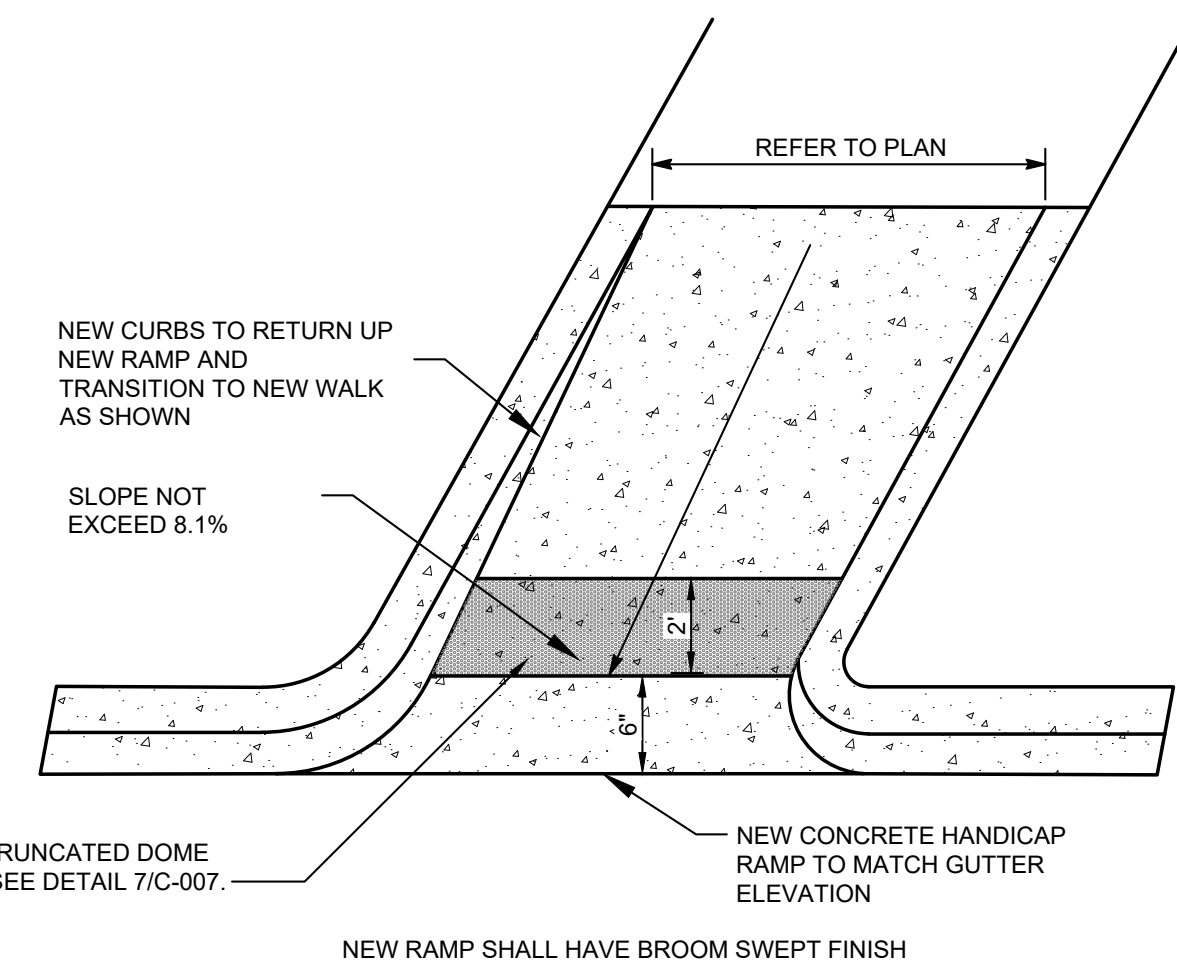 REFER TO PLAN
NEW CURBS TO RETURN UP
NEW RAMP AND
TRANSITION TO NEW WALK
AS SHOWN
SLOPE NOT
EXCEED 8.1%
2'
6"
RUNCATED DOME
SEE DETAIL 7/C-007.
NEW CONCRETE HANDICAP
RAMP TO MATCH GUTTER
ELEVATION
NEW RAMP SHALL HAVE BROOM SWEPT FINISH